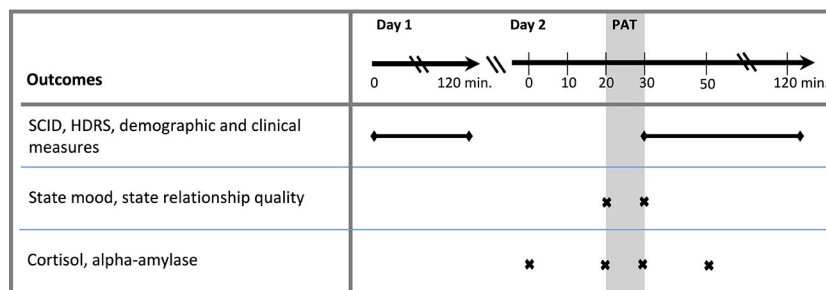 Day 1 Day 2 PAT
Outcomes
0 120 min. 0 10 20 30 50 120 min.
SCID, HDRS, demographic and clinical
measures
State mood, state relationship quality
Cortisol, alpha-amylase